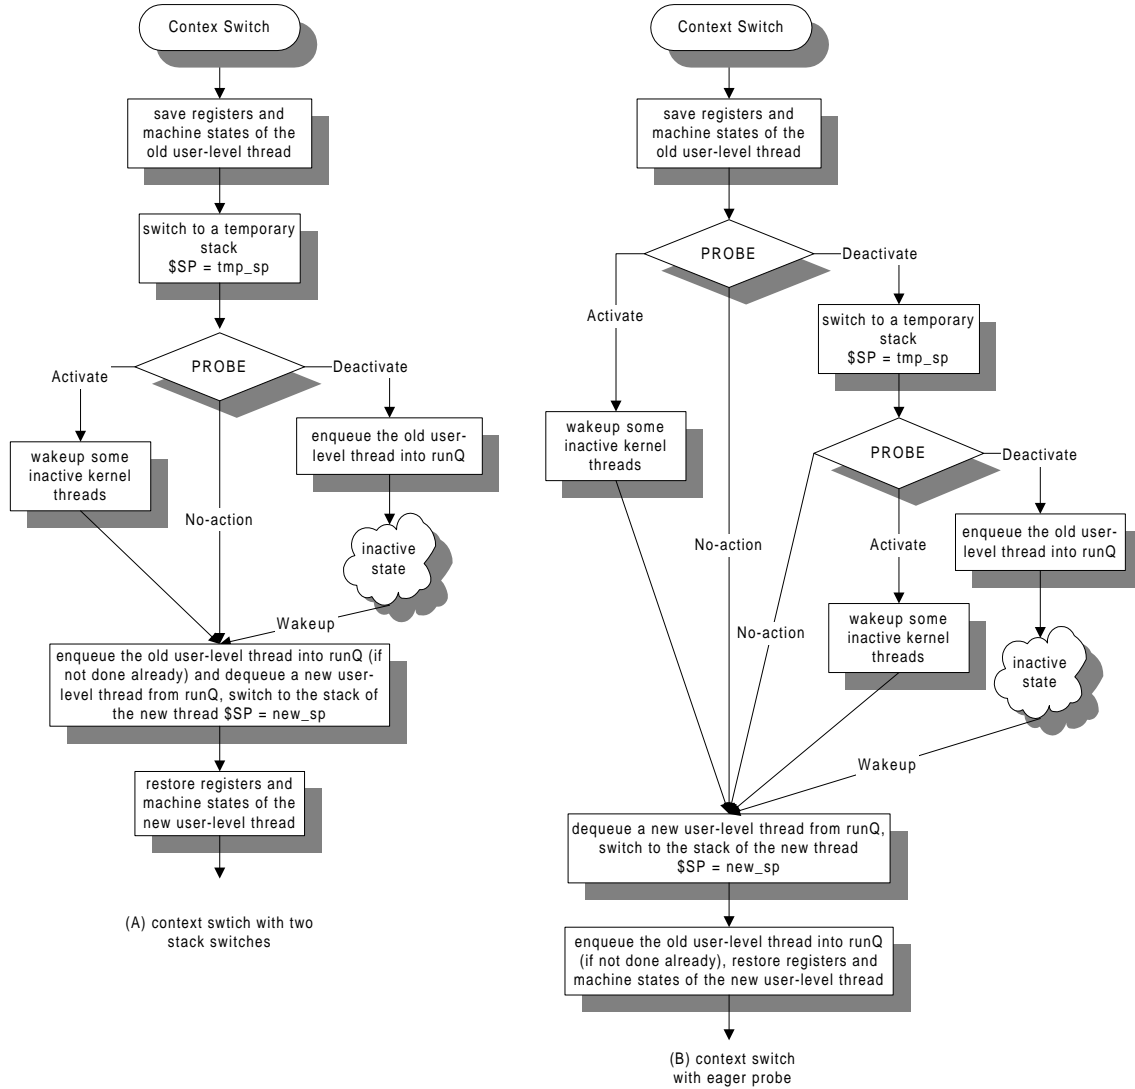 Contex Switch
save registers and
machine states of the
old user-level thread
switch to a temporary
stack
$SP = tmp_sp
PROBE
Activate
Deactivate
wakeup some
inactive kernel
threads
No-action
enqueue the old user-
level thread into runQ
inactive
state
Wakeup
enqueue the old user-level thread into runQ (if
not done already) and dequeue a new user-
level thread from runQ, switch to the stack of
the new thread $SP = new_sp
restore registers and
machine states of the
new user-level thread
(A) context swtich with two
stack switches
Context Switch
save registers and
machine states of the
old user-level thread
PROBE
Deactivate
Activate
switch to a temporary
stack
$SP = tmp_sp
wakeup some
inactive kernel
threads
PROBE
Deactivate
No-action
Activate
enqueue the old user-
level thread into runQ
No-action
wakeup some
inactive kernel
threads
inactive
state
Wakeup
dequeue a new user-level thread from runQ,
switch to the stack of the new thread
$SP = new_sp
enqueue the old user-level thread into runQ
(if not done already), restore registers and
machine states of the new user-level thread
(B) context switch
with eager probe